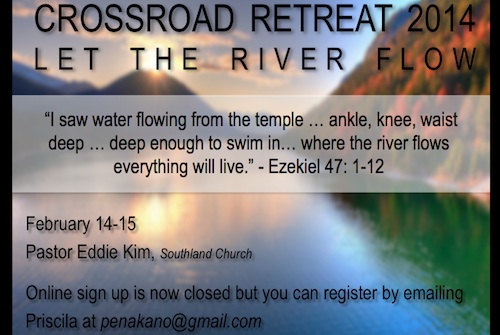 CROSSROAD RETREAT 2014
LET THE RIVER FLOW
“I saw water flowing from the temple … ankle, knee, waist
deep … deep enough to swim in… where the river flows
everything will live.” - Ezekiel 47: 1-12
February 14-15
Pastor Eddie Kim, Southland Church
Online sign up is now closed but you can register by emailing
Priscila at penakano@gmail.com